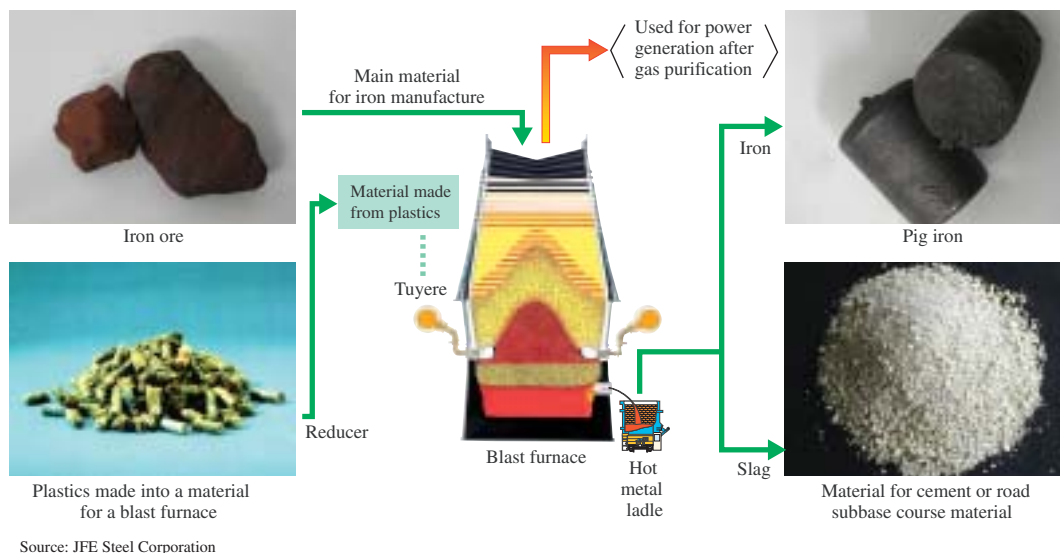 Used for power
generation after
gas purification
Main material
for iron manufacture
Iron
Iron ore
Pig iron
Material made
from plastics
Tuyere
Reducer
Blast furnace
Hot
metal
ladle
Slag
Plastics made into a material
for a blast furnace
Material for cement or road
subbase course material
Source: JFE Steel Corporation